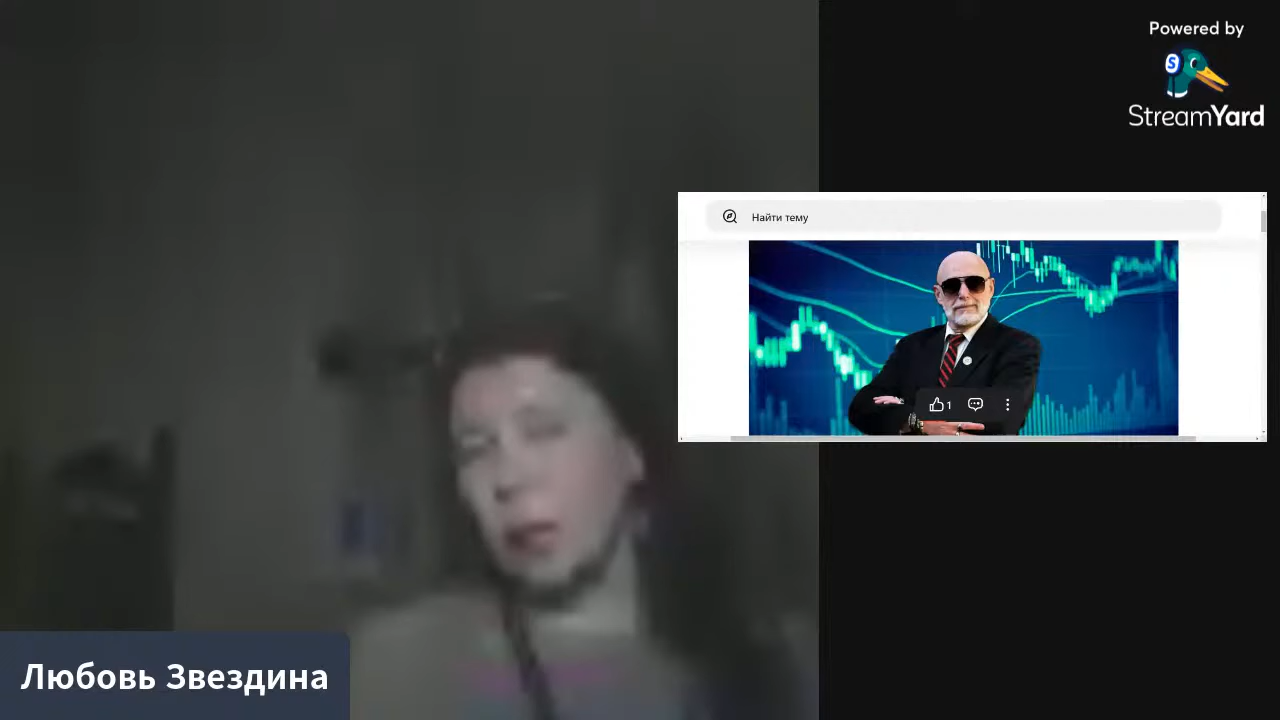 Powered by
S
StreamYard
Найти тему
1
Любовь Звездина